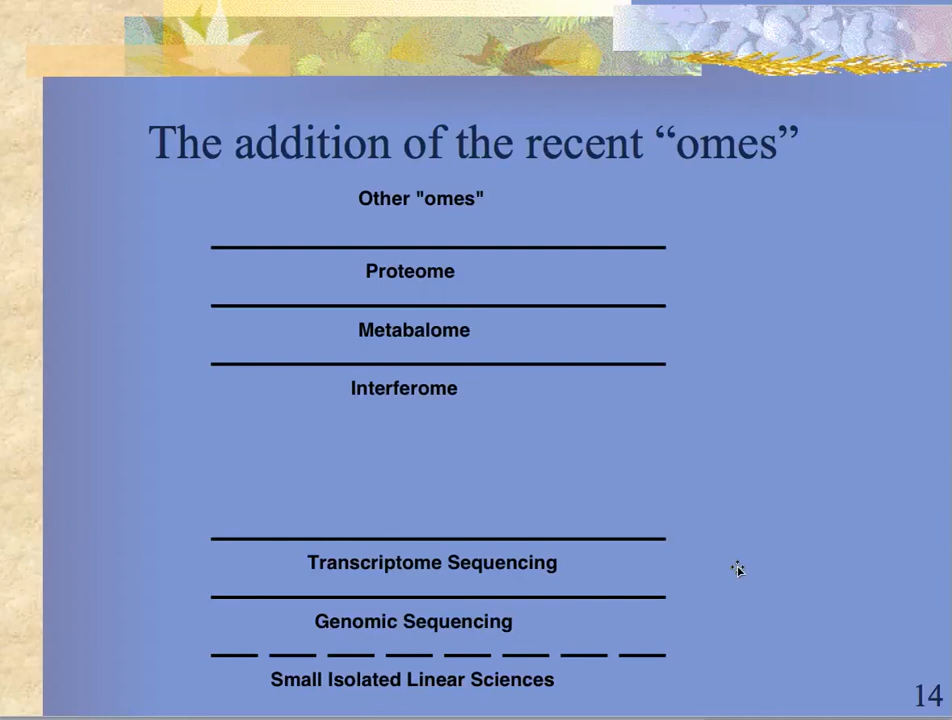 The addition of the recent “omes”
Other "omes"
Proteome
Metabalome
Interferome
Transcriptome Sequencing
Genomic Sequencing
Small Isolated Linear Sciences
14